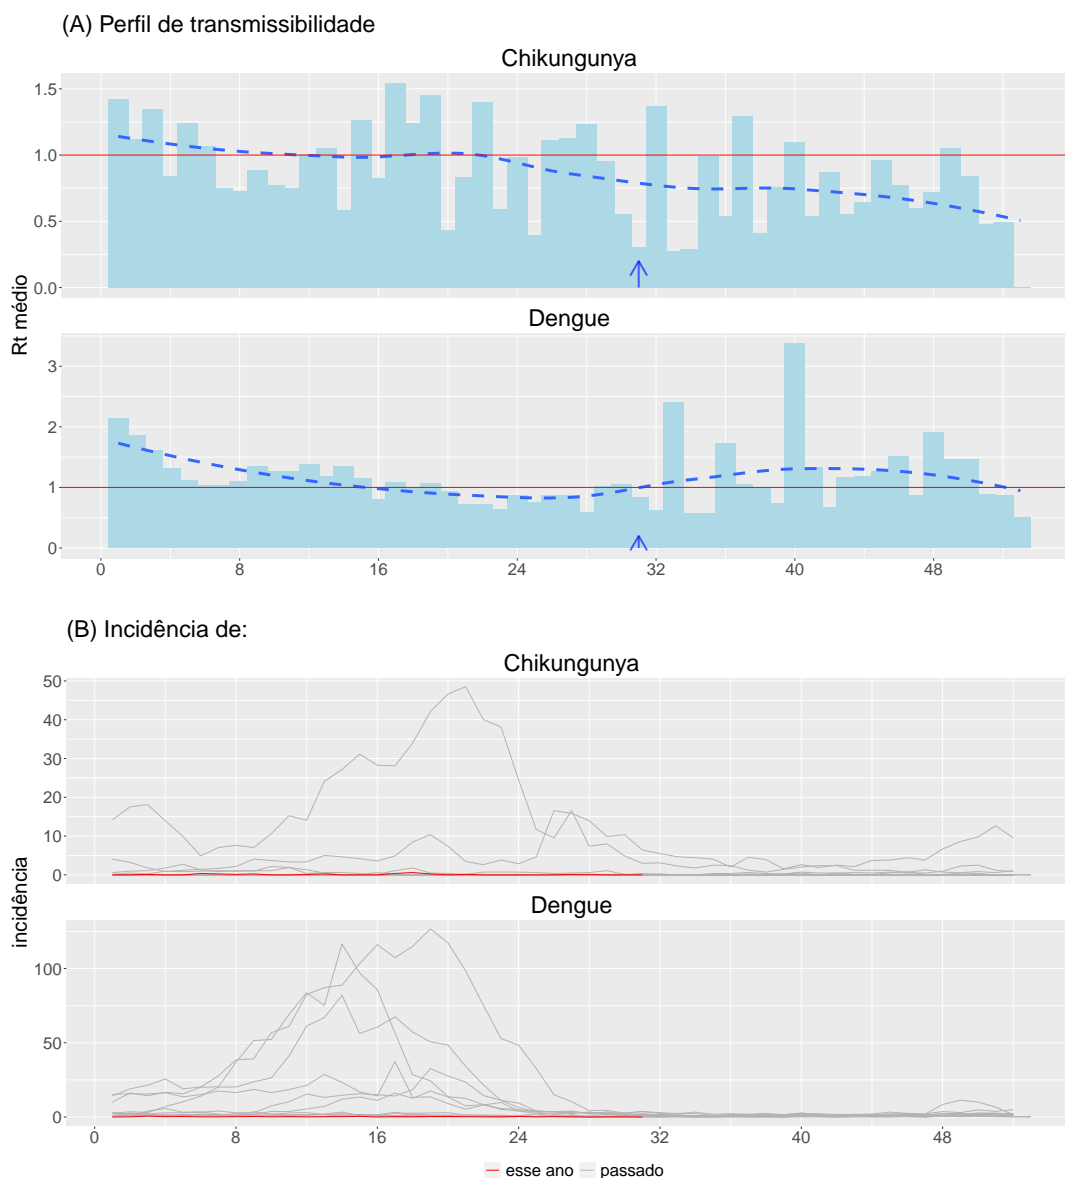 (A) Perfil de transmissibilidade
Chikungunya
1.5
1.0
0.5
0.0
Rt médio
Dengue
3
2
1
0
0 8 16 24 32 40 48
(B) Incidência de:
Chikungunya
50
40
30
20
10
0
incidência
Dengue
100
50
0
0 8 16 24 32 40 48
esse ano passado